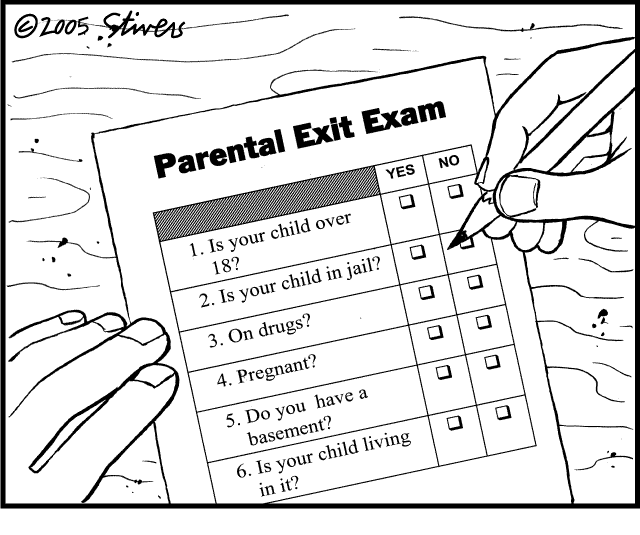 ©2005 Stivers
Parental Exit Exam
YES NO
1. Is your child over
18?
2. Is your child in jail?
3. On drugs?
4. Pregnant?
5. Do you have a
basement?
6. Is your child living
in it?